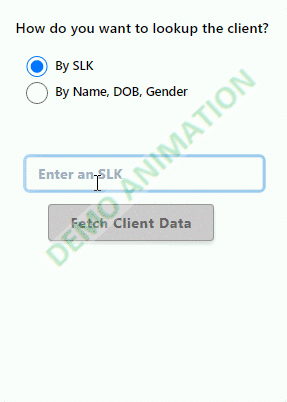 How do you want to lookup the client?
By SLK
By Name, DOB, Gender
Enter an SLK
Fetch Client Data
DEMO ANIMATION